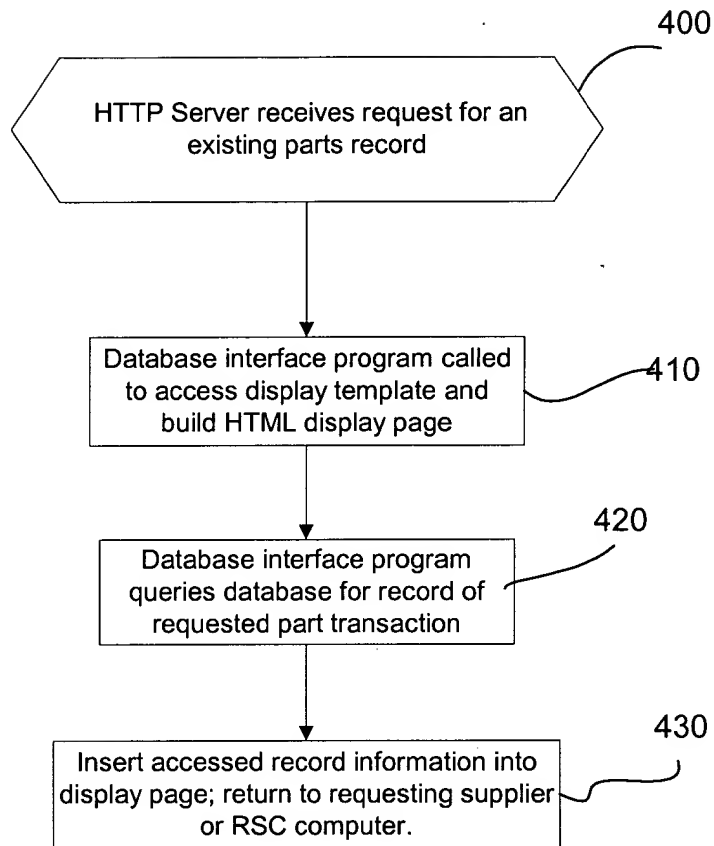 400
HTTP Server receives request for an
existing parts record
Database interface program called
to access display template and
build HTML display page
410
420
Database interface program
queries database for record of
requested part transaction
430
Insert accessed record information into
display page; return to requesting supplier
or RSC computer.